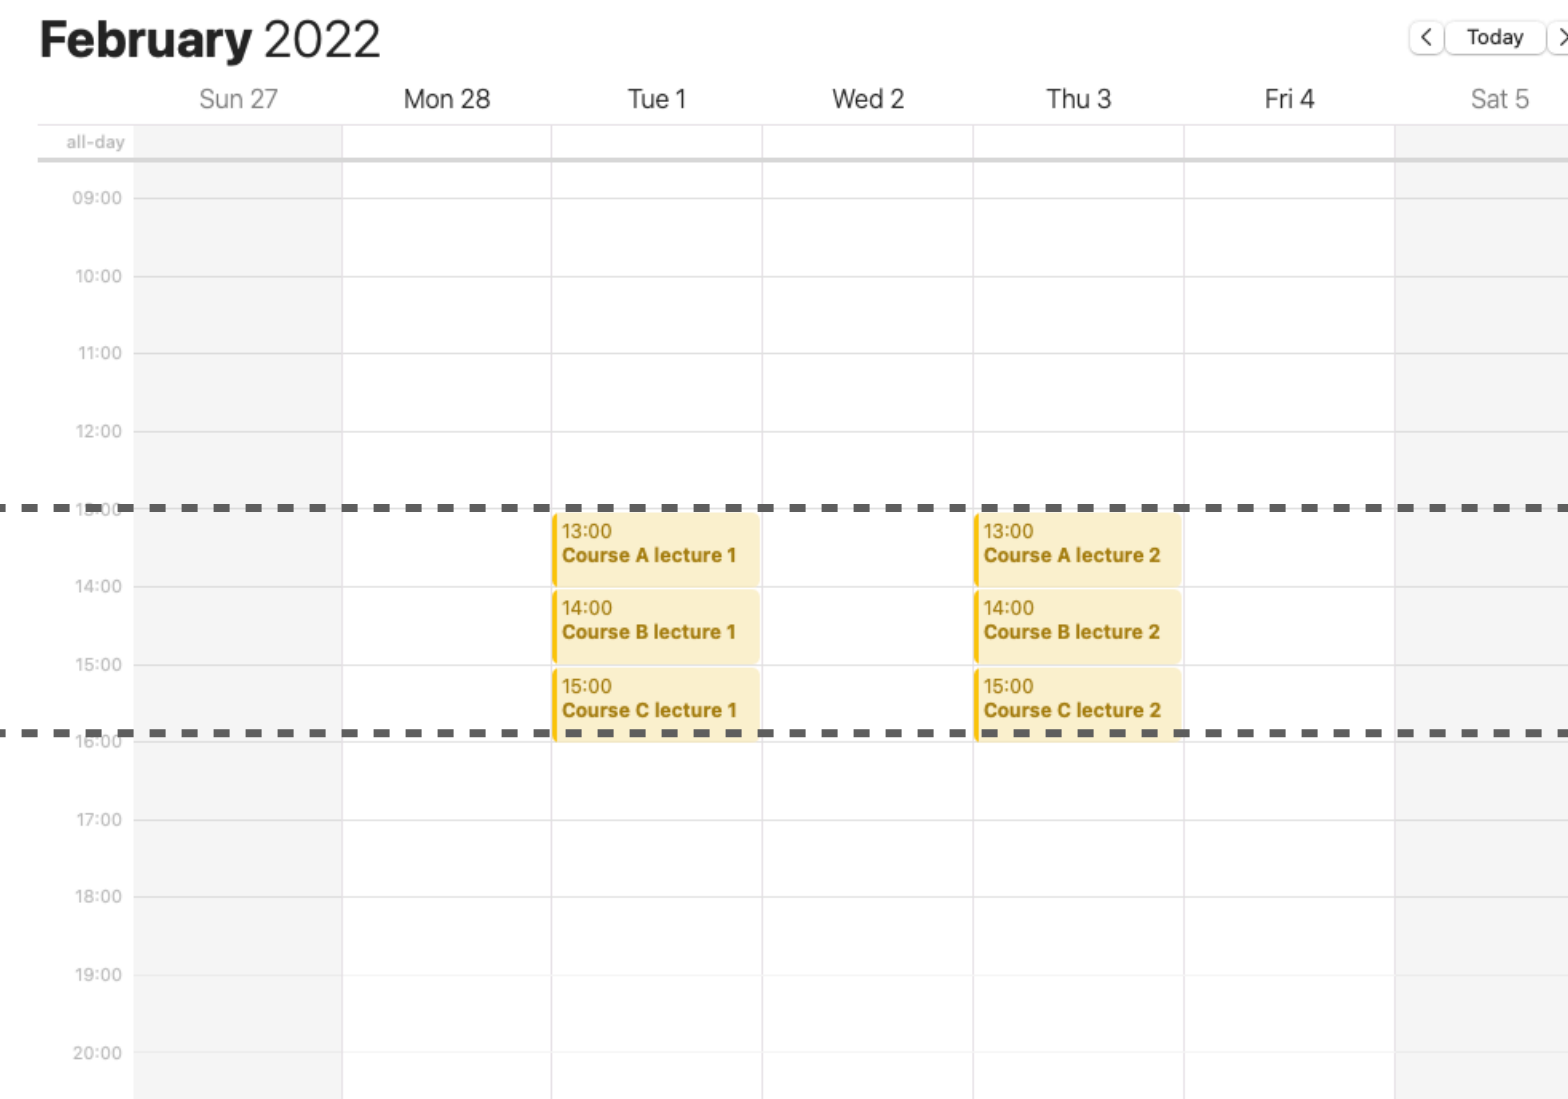 February 2022
Today
Sun 27 Mon 28 Tue 1 Wed 2 Thu 3 Fri 4 Sat 5
all-day
09:00
10:00
11:00
12:00
13:00
13:00 13:00
Course A lecture 1 Course A lecture 2
14:00
14:00 14:00
Course B lecture 1 Course B lecture 2
15:00
15:00 15:00
Course C lecture 1 Course C lecture 2
16:00
17:00
18:00
19:00
20:00